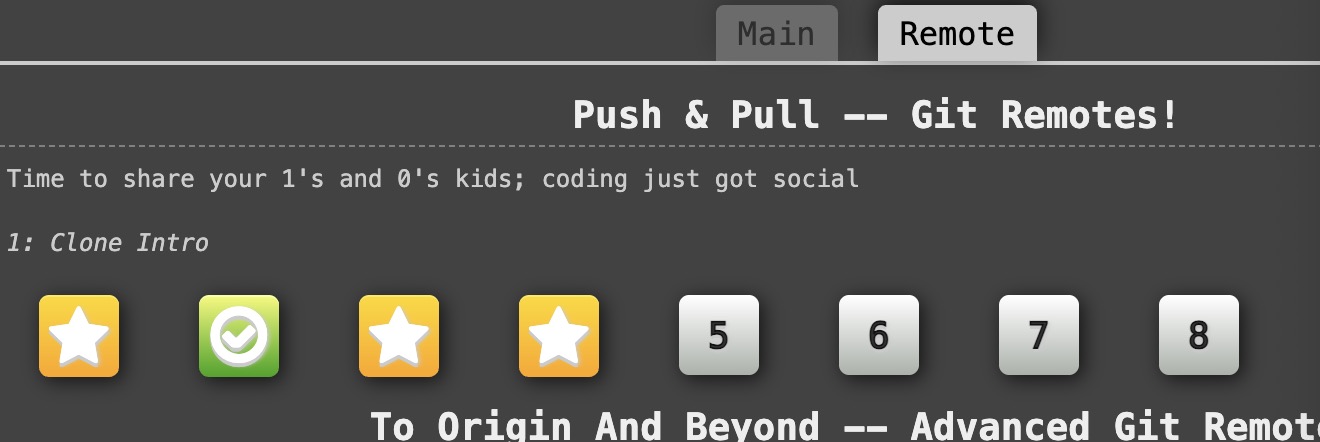 Main Remote
Push & Pull -- Git Remotes!
Time to share your 1's and 0's kids; coding just got social
1: Clone Intro
5 6 7 8
To Origin And Beyond -- Advanced Git